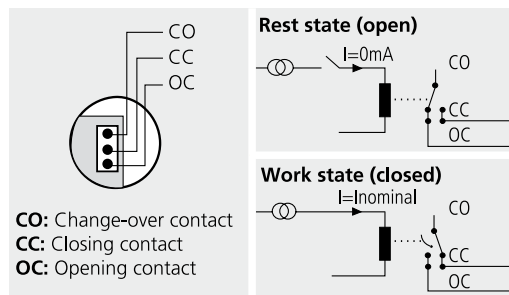 CO
CC
OC
CO: Change-over contact
CC: Closing contact
OC: Opening contact
Rest state (open)
I=0mA
CO
CC
OC
Work state (closed)
I=Inominal
CO
CC
OC